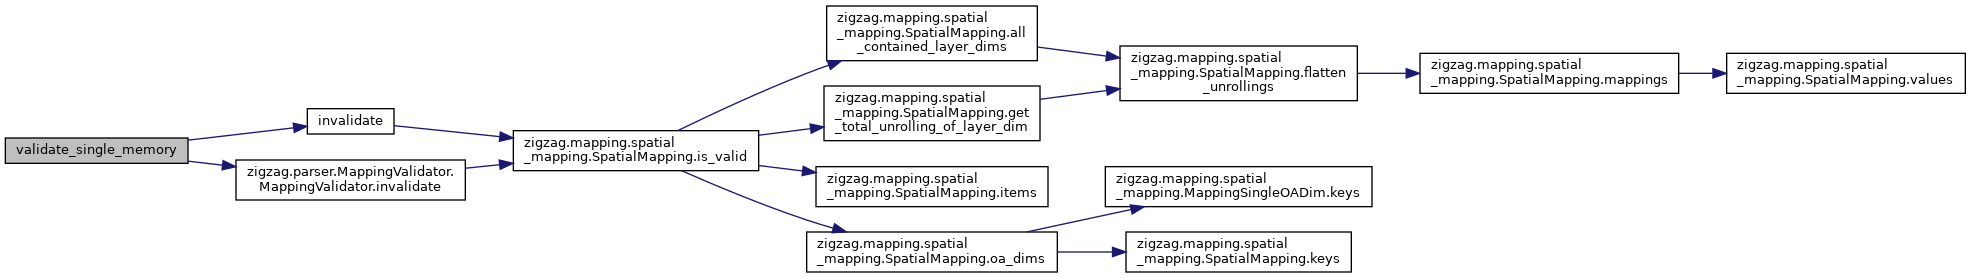 validate_single_memory
invalidate
zigzag.parser.MappingValidator.
MappingValidator.invalidate
zigzag.mapping.spatial
_mapping.SpatialMapping.is_valid
zigzag.mapping.spatial
_mapping.SpatialMapping.all
_contained_layer_dims
zigzag.mapping.spatial
_mapping.SpatialMapping.get
_total_unrolling_of_layer_dim
zigzag.mapping.spatial
_mapping.SpatialMapping.items
zigzag.mapping.spatial
_mapping.SpatialMapping.oa_dims
zigzag.mapping.spatial
_mapping.SpatialMapping.flatten
_unrollings
zigzag.mapping.spatial
_mapping.MappingSingleOADim.keys
zigzag.mapping.spatial
_mapping.SpatialMapping.keys
zigzag.mapping.spatial
_mapping.SpatialMapping.mappings
zigzag.mapping.spatial
_mapping.SpatialMapping.values